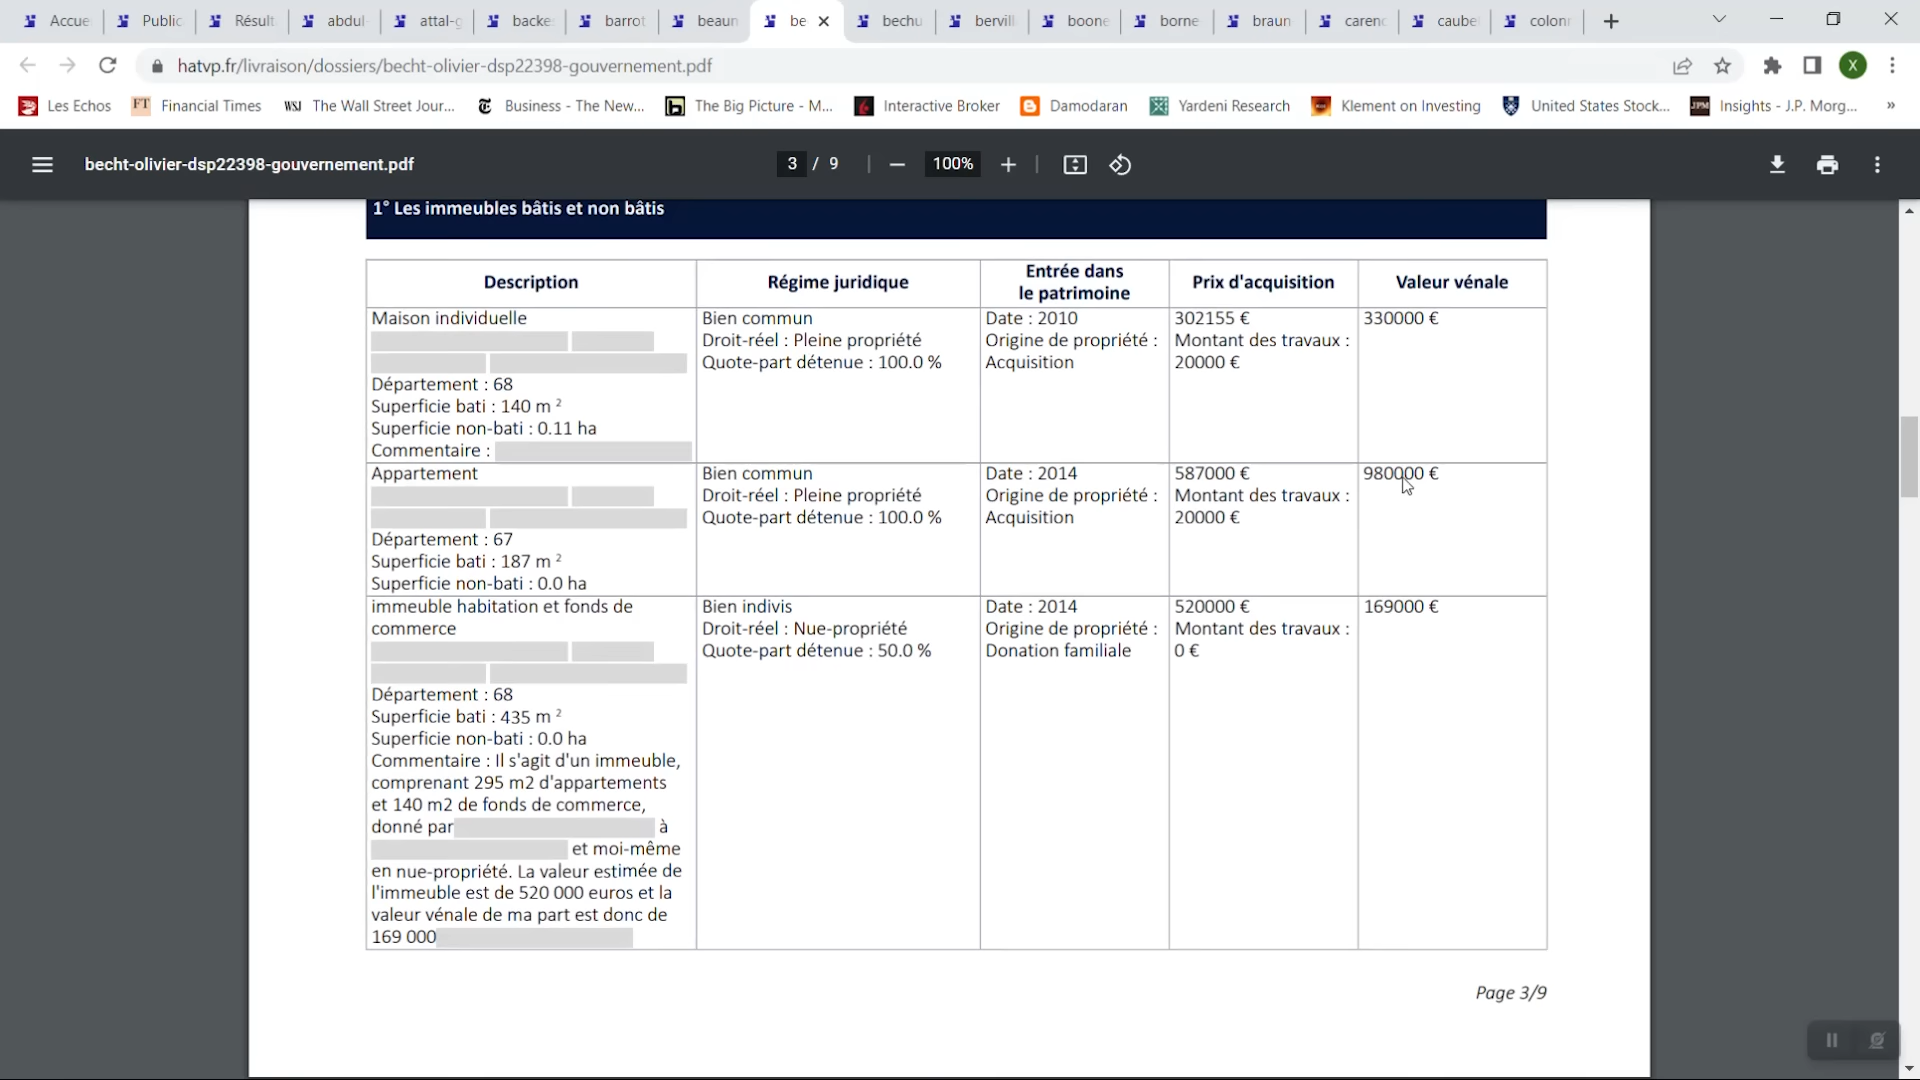 Accue
Public
Résult
abdul-
attal-g
backe
barrot
beaun
be
bechu
bervill
boone
borne
braun
carenc
caube
colonr
hatvp.fr/livraison/dossiers/becht-olivier-dsp22398-gouvernement.pdf
X
Les Echos
FT Financial Times
WSJ The Wall Street Jour...
Business - The New...
The Big Picture - M...
Interactive Broker
Damodaran
Yardeni Research
Klement on Investing
United States Stock...
JPM Insights - J.P. Morg...
»
becht-olivier-dsp22398-gouvernement.pdf
3 / 9
100%
1° Les immeubles bâtis et non bâtis
Description
Régime juridique
Entrée dans
le patrimoine
Prix d'acquisition
Valeur vénale
Maison individuelle
Département : 68
Superficie bati : 140 m ²
Superficie non-bati : 0.11 ha
Commentaire :
Bien commun
Droit-réel : Pleine propriété
Quote-part détenue : 100.0 %
Date : 2010
Origine de propriété :
Acquisition
302155 €
Montant des travaux :
20000 €
330000 €
Appartement
Département : 67
Superficie bati : 187 m ²
Superficie non-bati : 0.0 ha
Bien commun
Droit-réel : Pleine propriété
Quote-part détenue : 100.0 %
Date : 2014
Origine de propriété :
Acquisition
587000 €
Montant des travaux :
20000 €
980000 €
immeuble habitation et fonds de
commerce
Département : 68
Superficie bati : 435 m ²
Superficie non-bati : 0.0 ha
Commentaire : Il s'agit d'un immeuble,
comprenant 295 m2 d'appartements
et 140 m2 de fonds de commerce,
donné par à
et moi-même
en nue-propriété. La valeur estimée de
l'immeuble est de 520 000 euros et la
valeur vénale de ma part est donc de
169 000
Bien indivis
Droit-réel : Nue-propriété
Quote-part détenue : 50.0 %
Date : 2014
Origine de propriété :
Donation familiale
520000 €
Montant des travaux :
0 €
169000 €
Page 3/9